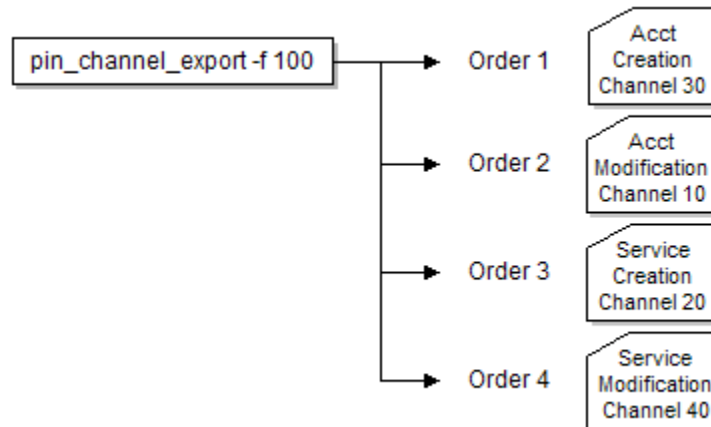 pin_channel_export -f 100
Order 1
Acct
Creation
Channel 30
Order 2
Acct
Modification
Channel 10
Order 3
Service
Creation
Channel 20
Order 4
Service
Modification
Channel 40